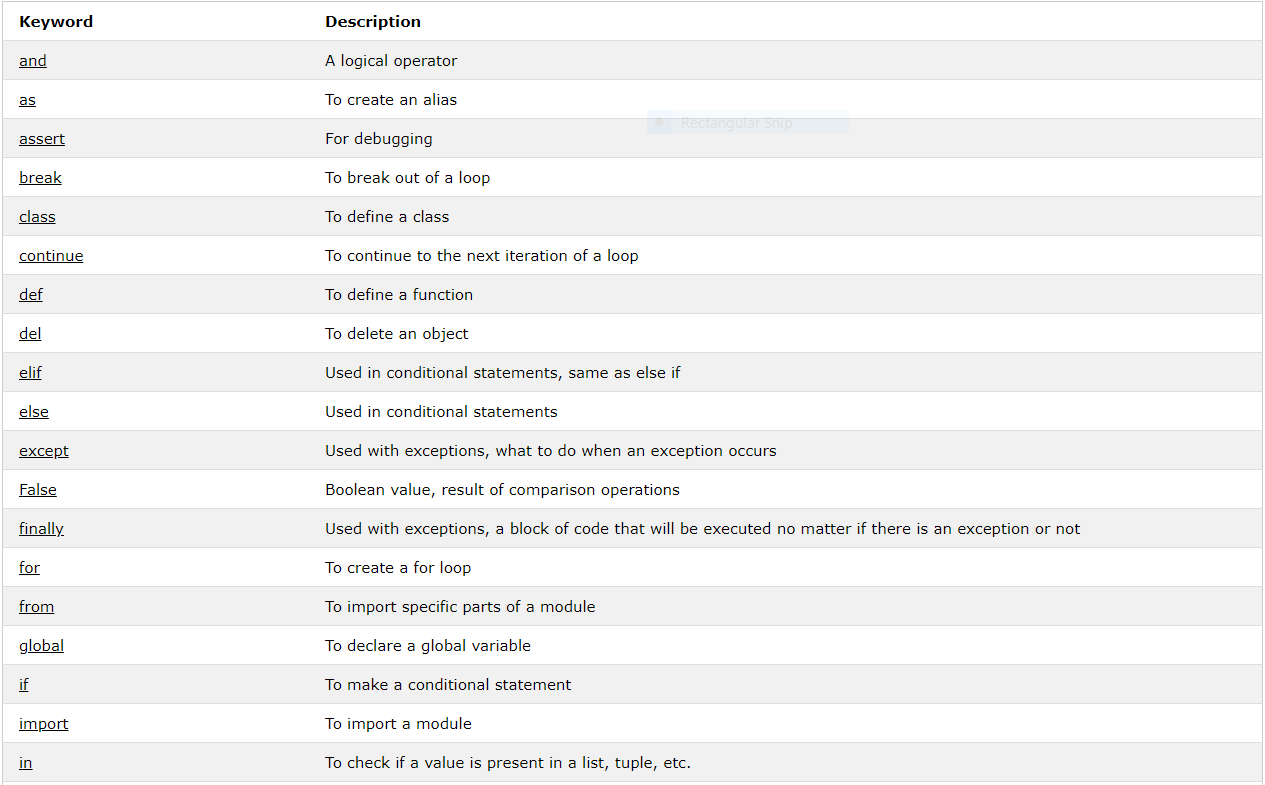 Keyword Description
and A logical operator
as To create an alias
Rectangular Snip
assert For debugging
break To break out of a loop
class To define a class
continue To continue to the next iteration of a loop
def To define a function
del To delete an object
elif Used in conditional statements, same as else if
else Used in conditional statements
except Used with exceptions, what to do when an exception occurs
False Boolean value, result of comparison operations
finally Used with exceptions, a block of code that will be executed no matter if there is an exception or not
for To create a for loop
from To import specific parts of a module
global To declare a global variable
if To make a conditional statement
import To import a module
in To check if a value is present in a list, tuple, etc.